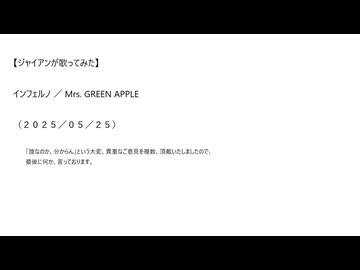 【ジャイアンが歌ってみた】
インフェルノ ／ Mrs. GREEN APPLE
（２０２５／０５／２５）
「誰なのか、分からん」という大変、貴重なご意見を複数、頂戴いたしましたので、
最後に何か、言っております。